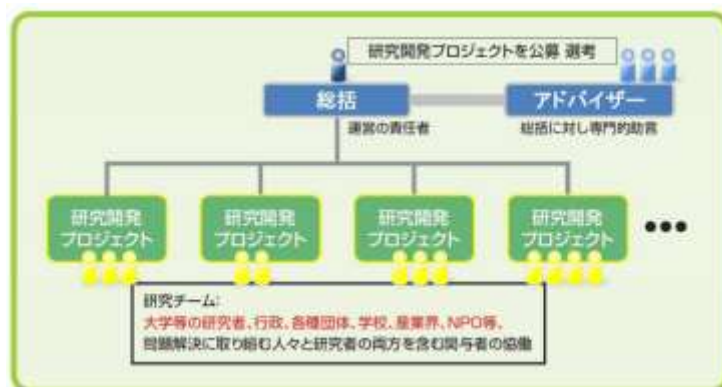 研究開発プロジェクトを公募 選考
総括
アドバイザー
運営の責任者
総括に対し専門的助言
研究開発
プロジェクト
研究開発
プロジェクト
研究開発
プロジェクト
研究開発
プロジェクト
•••
研究チーム:
大学等の研究者、行政、各種団体、学校、産業界、NPO等、
問題解決に取り組む人々と研究者の両方を含む関与者の協働